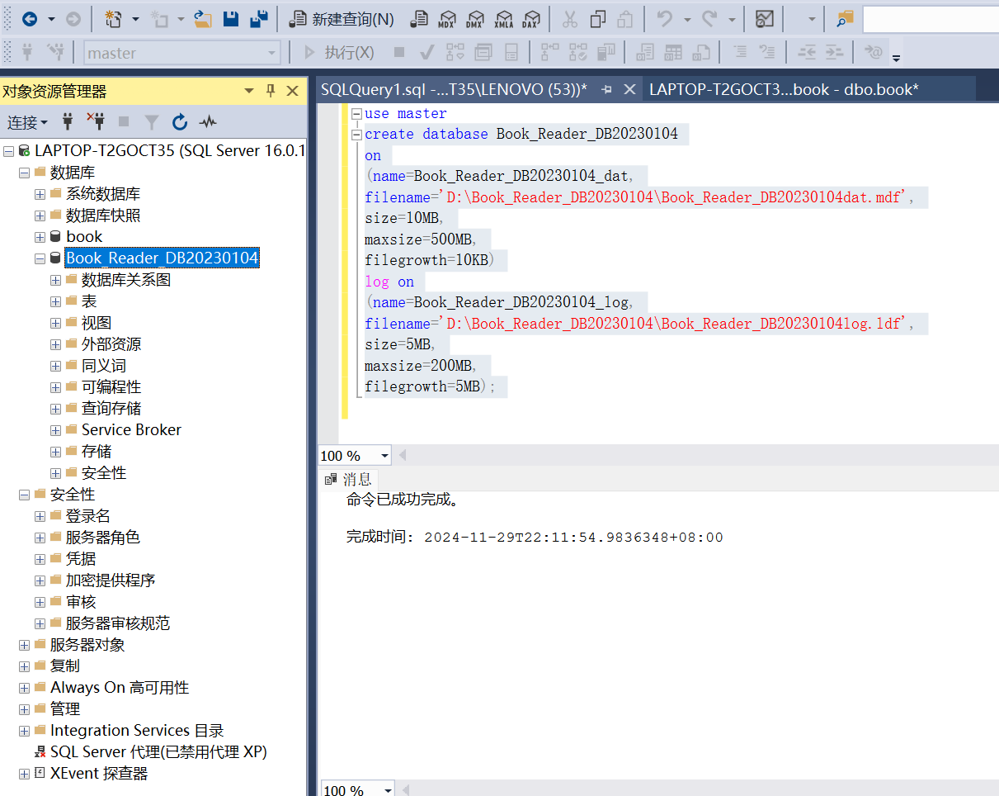 新建查询(N)
MDX DMX XMLA DAX
master
执行(X)
对象资源管理器
连接
LAPTOP-T2GOCT35 (SQL Server 16.0.1
数据库
系统数据库
数据库快照
book
Book_Reader_DB20230104
数据库关系图
表
视图
外部资源
同义词
可编程性
查询存储
Service Broker
存储
安全性
安全性
登录名
服务器角色
凭据
加密提供程序
审核
服务器审核规范
服务器对象
复制
Always On 高可用性
管理
Integration Services 目录
SQL Server 代理(已禁用代理 XP)
XEvent 探查器
SQLQuery1.sql -...T35\LENOVO (53))*
LAPTOP-T2GOCT3...book - dbo.book*
use master
create database Book_Reader_DB20230104
on
(name=Book_Reader_DB20230104_dat,
filename='D:\Book_Reader_DB20230104\Book_Reader_DB20230104dat.mdf',
size=10MB,
maxsize=500MB,
filegrowth=10KB)
log on
(name=Book_Reader_DB20230104_log,
filename='D:\Book_Reader_DB20230104\Book_Reader_DB20230104log.ldf',
size=5MB,
maxsize=200MB,
filegrowth=5MB);
100 %
消息
命令已成功完成。
完成时间: 2024-11-29T22:11:54.9836348+08:00
100 %